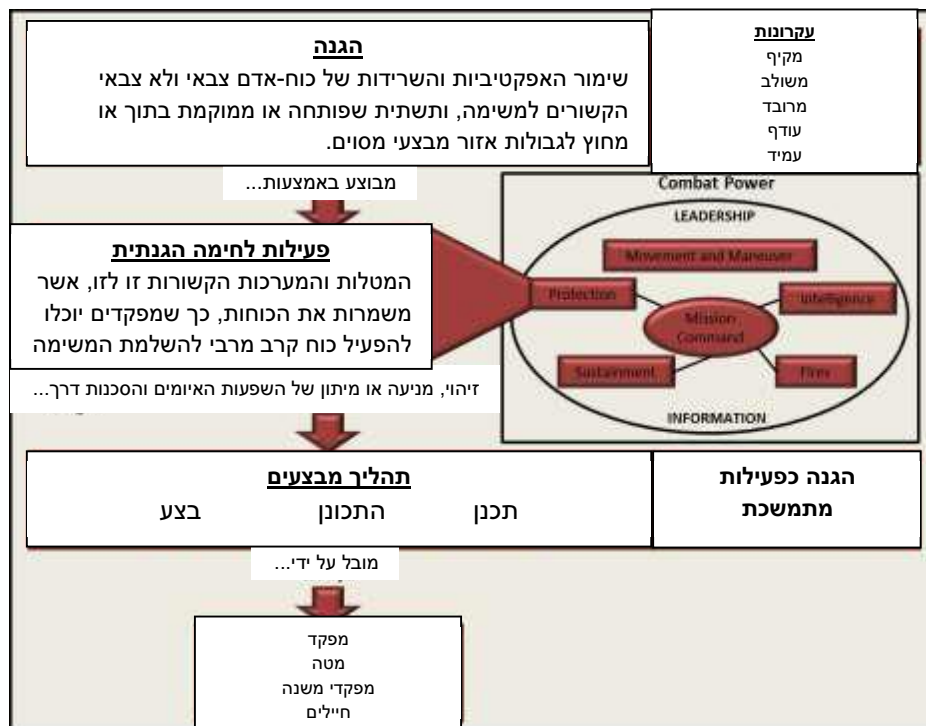 הגנה
שימור האפקטיביות והשרידות של כוח-אדם צבאי ולא צבאי
הקשורים למשימה, ותשתית שפותחה או ממוקמת בתוך או
מחוץ לגבולות אזור מבצעי מסוים.
עקרונות
מקיף
משולב
מרובד
עודף
עמיד
מבוצע באמצעות...
Combat Power
LEADERSHIP
Movement and Maneuver
Protection
Intelligence
Mission
Command
Sustainment
Fires
INFORMATION
פעילות לחימה הגנתית
המטלות והמערכות הקשורות זו לזו, אשר
משמרות את הכוחות, כך שמפקדים יוכלו
להפעיל כוח קרב מרבי להשלמת המשימה
זיהוי, מניעה או מיתון של השפעות האיומים והסכנות דרך...
תהליך מבצעים
תכנן התכונן בצע
הגנה כפעילות
מתמשכת
מובל על ידי...
מפקד
מטה
מפקדי משנה
חיילים